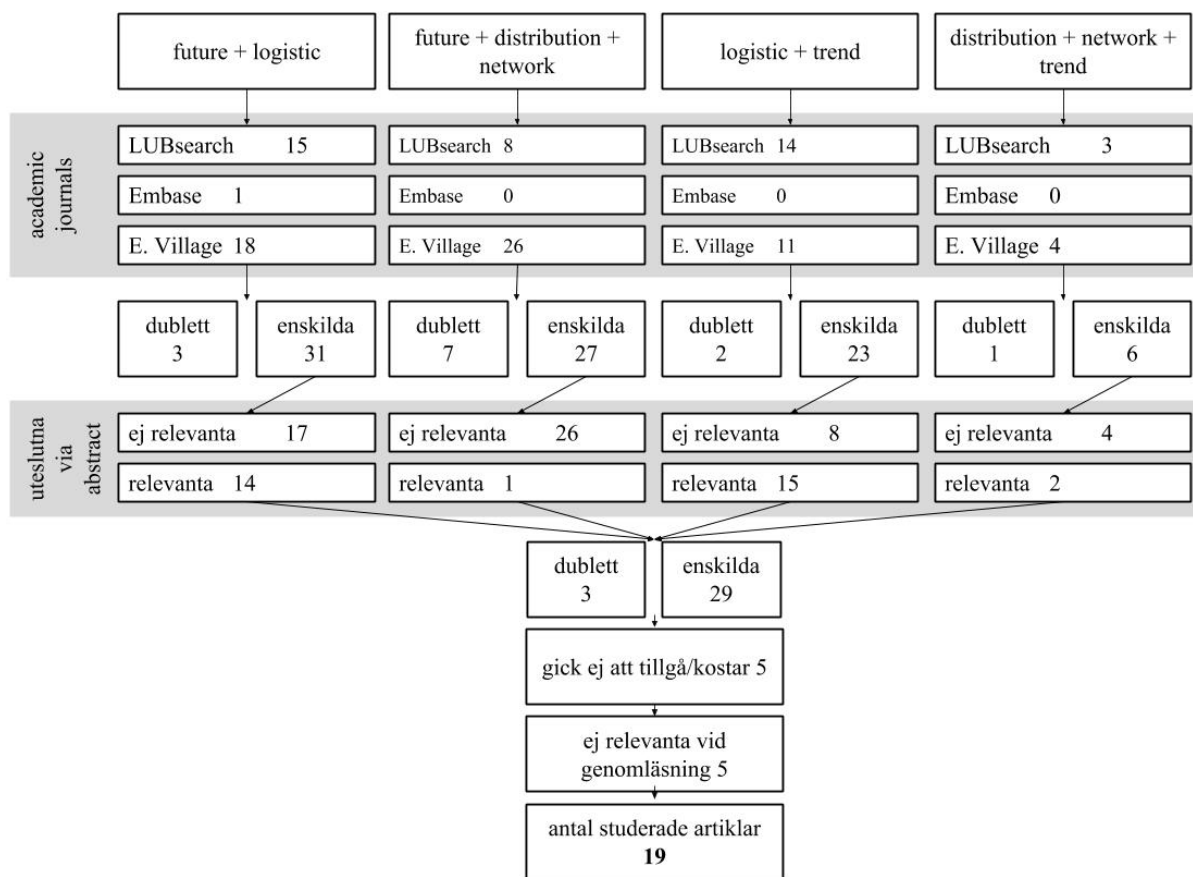 future + logistic
future + distribution +
network
logistic + trend
distribution + network +
trend
academic
journals
LUBsearch 15
LUBsearch 8
LUBsearch 14
LUBsearch 3
Embase 1
Embase 0
Embase 0
Embase 0
E. Village 18
E. Village 26
E. Village 11
E. Village 4
dublett
3
enskilda
31
dublett
7
enskilda
27
dublett
2
enskilda
23
dublett
1
enskilda
6
uteslutna
via
abstract
ej relevanta 17
ej relevanta 26
ej relevanta 8
ej relevanta 4
relevanta 14
relevanta 1
relevanta 15
relevanta 2
dublett
3
enskilda
29
gick ej att tillgå/kostar 5
ej relevanta vid
genomläsning 5
antal studerade artiklar
19